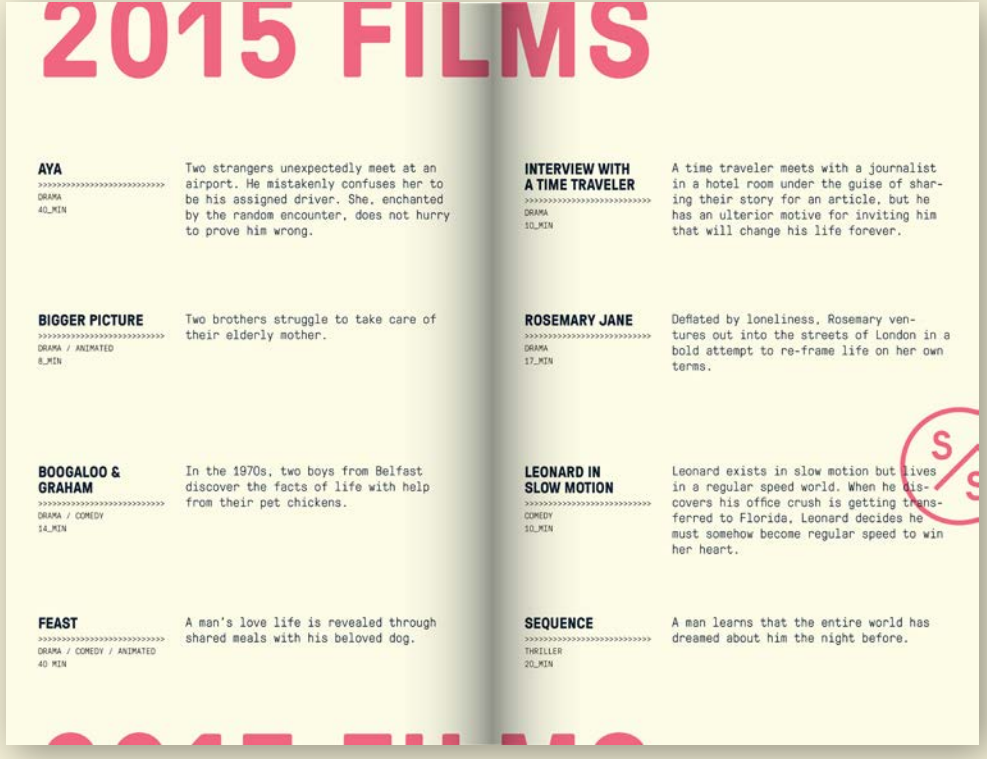 2015 FILMS
AYA
>>>>>>>>>>>>>>>>>>>>>>>>>>>
DRAMA
40_MIN
Two strangers unexpectedly meet at an
airport. He mistakenly confuses her to
be his assigned driver. She, enchanted
by the random encounter, does not hurry
to prove him wrong.
BIGGER PICTURE
>>>>>>>>>>>>>>>>>>>>>>>>>>>
DRAMA / ANIMATED
8_MIN
Two brothers struggle to take care of
their elderly mother.
BOOGALOO &
GRAHAM
>>>>>>>>>>>>>>>>>>>>>>>>>>>
DRAMA / COMEDY
14_MIN
In the 1970s, two boys from Belfast
discover the facts of life with help
from their pet chickens.
FEAST
>>>>>>>>>>>>>>>>>>>>>>>>>>>
DRAMA / COMEDY / ANIMATED
40 MIN
A man's love life is revealed through
shared meals with his beloved dog.
INTERVIEW WITH
A TIME TRAVELER
>>>>>>>>>>>>>>>>>>>>>>>>>>>
DRAMA
10_MIN
A time traveler meets with a journalist
in a hotel room under the guise of shar-
ing their story for an article, but he
has an ulterior motive for inviting him
that will change his life forever.
ROSEMARY JANE
>>>>>>>>>>>>>>>>>>>>>>>>>>>
DRAMA
17_MIN
Deflated by loneliness, Rosemary ven-
tures out into the streets of London in a
bold attempt to re-frame life on her own
terms.
LEONARD IN
SLOW MOTION
>>>>>>>>>>>>>>>>>>>>>>>>>>>
COMEDY
10_MIN
Leonard exists in slow motion but lives
in a regular speed world. When he dis-
covers his office crush is getting trans-
ferred to Florida, Leonard decides he
must somehow become regular speed to win
her heart.
S/S
SEQUENCE
>>>>>>>>>>>>>>>>>>>>>>>>>>>
THRILLER
20_MIN
A man learns that the entire world has
dreamed about him the night before.
2015 FILMS